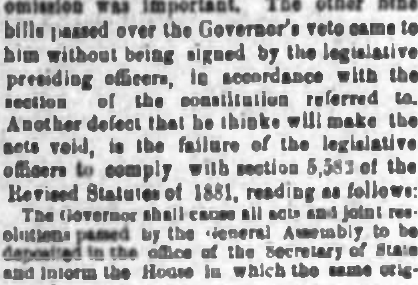 omission was important. The other nine
bills passed over the Governor's veto came to
him without being signed by the legislative
presiding officers, in accordance with the
section of the constitution referred to.
Another defect that he thinks will make the
acts void, is the failure of the legislative
officers to comply with section 5,583 of the
Revised Statutes of 1881, reading as follows
The Governor shall cause all acts and joint res-
olutions passed by the General Assembly to be
deposited in the office of the Secretary of State
and inform the House in which the same orig-